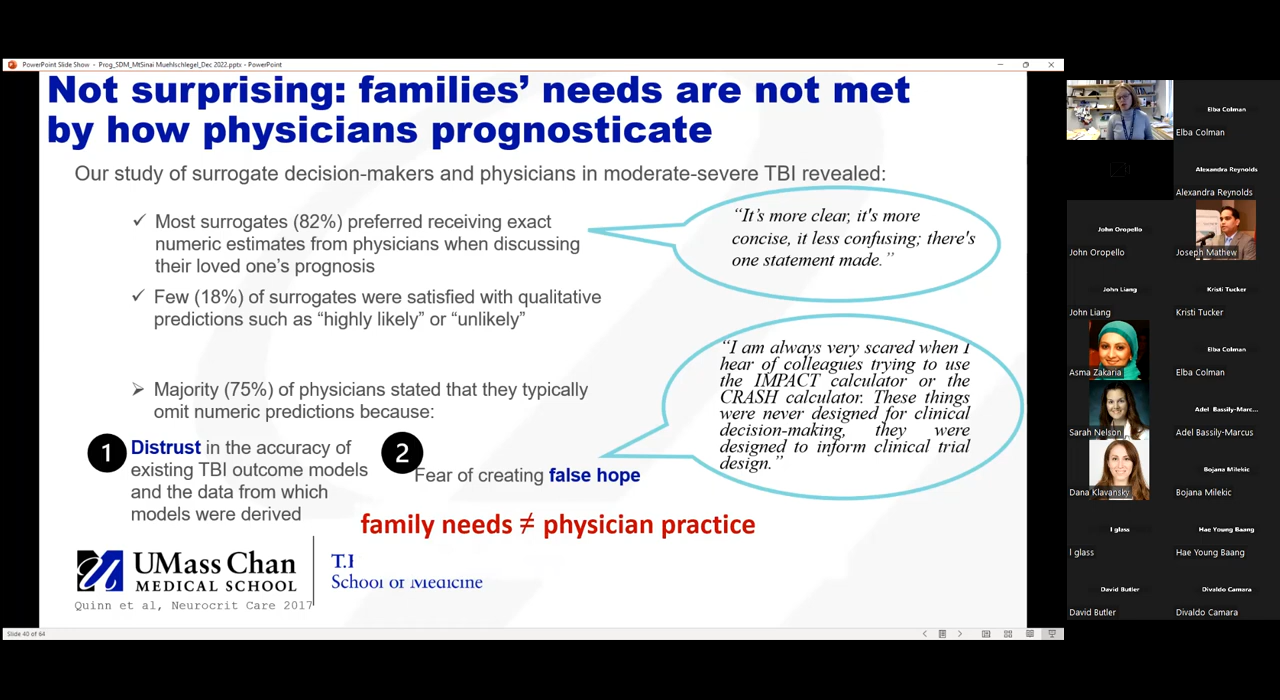 PowerPoint Slide Show - Prog_SDM_MtSinai Muehlschlegel_Dec 2022.pptx - PowerPoint
Not surprising: families’ needs are not met
by how physicians prognosticate
Our study of surrogate decision-makers and physicians in moderate-severe TBI revealed:
✓ Most surrogates (82%) preferred receiving exact
numeric estimates from physicians when discussing
their loved one’s prognosis
✓ Few (18%) of surrogates were satisfied with qualitative
predictions such as “highly likely” or “unlikely”
“It’s more clear, it's more
concise, it less confusing; there's
one statement made.”
➢ Majority (75%) of physicians stated that they typically
omit numeric predictions because:
1 Distrust in the accuracy of
existing TBI outcome models
and the data from which
models were derived
2 Fear of creating false hope
“I am always very scared when I
hear of colleagues trying to use
the IMPACT calculator or the
CRASH calculator. These things
were never designed for clinical
decision-making, they were
designed to inform clinical trial
design.”
family needs ≠ physician practice
UMass Chan
MEDICAL SCHOOL
School of Medicine
Quinn et al, Neurocrit Care 2017
Slide 40 of 64
Elba Colman
Elba Colman
Alexandra Reynolds
Alexandra Reynolds
John Oropello
John Oropello
Joseph Mathew
John Liang
John Liang
Kristi Tucker
Kristi Tucker
Asma Zakaria
Elba Colman
Elba Colman
Sarah Nelson
Adel Bassily-Marc...
Adel Bassily-Marcus
Dana Klavansky
Bojana Milekic
Bojana Milekic
l glass
l glass
Hae Young Baang
Hae Young Baang
David Butler
David Butler
Divaldo Camara
Divaldo Camara